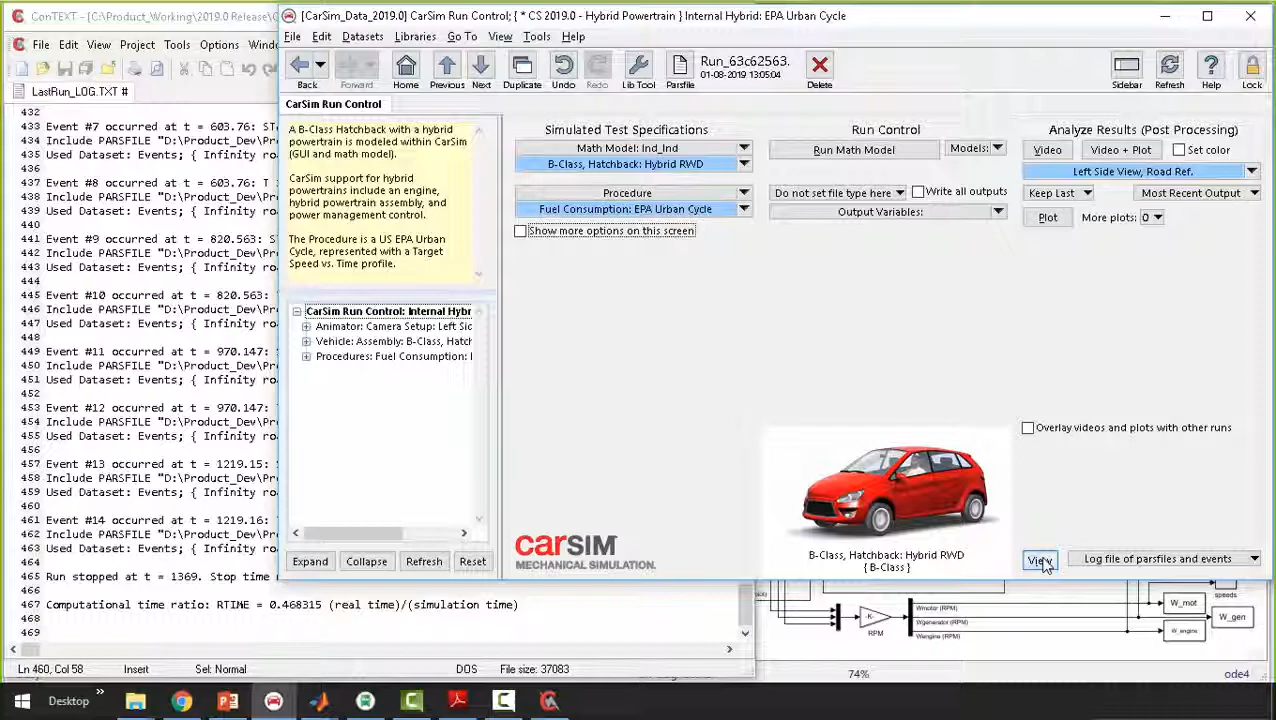 ConTEXT - [C:\Product_Working\2019.0 Release\C
File Edit View Project Tools Options Windo
LastRun_LOG.TXT #
432
433 Event #7 occurred at t = 603.76: ST
434 Include PARSFILE "D:\Product_Dev\Pr
435 Used Dataset: Events; { Infinity ro
436
437 Event #8 occurred at t = 603.76: T
438 Include PARSFILE "D:\Product_Dev\Pr
439 Used Dataset: Events; { Infinity ro
440
441 Event #9 occurred at t = 820.563: S
442 Include PARSFILE "D:\Product_Dev\Pr
443 Used Dataset: Events; { Infinity ro
444
445 Event #10 occurred at t = 820.563:
446 Include PARSFILE "D:\Product_Dev\Pr
447 Used Dataset: Events; { Infinity ro
448
449 Event #11 occurred at t = 970.147:
450 Include PARSFILE "D:\Product_Dev\Pr
451 Used Dataset: Events; { Infinity ro
452
453 Event #12 occurred at t = 970.147:
454 Include PARSFILE "D:\Product_Dev\Pr
455 Used Dataset: Events; { Infinity ro
456
457 Event #13 occurred at t = 1219.15:
458 Include PARSFILE "D:\Product_Dev\Pr
459 Used Dataset: Events; { Infinity ro
460
461 Event #14 occurred at t = 1219.16:
462 Include PARSFILE "D:\Product_Dev\Pr
463 Used Dataset: Events; { Infinity ro
464
465 Run stopped at t = 1369. Stop time
466
467 Computational time ratio: RTIME = 0.468315 (real time)/(simulation time)
468
469
Ln 460, Col 58 Insert Sel: Normal DOS File size: 37083
[CarSim_Data_2019.0] CarSim Run Control; { * CS 2019.0 - Hybrid Powertrain } Internal Hybrid: EPA Urban Cycle
File Edit Datasets Libraries Go To View Tools Help
Back Forward Home Previous Next Duplicate Undo Redo Lib Tool Parsfile
Run_63c62563.
01-08-2019 13:05:04
Delete Sidebar Refresh Help Lock
CarSim Run Control
A B-Class Hatchback with a hybrid
powertrain is modeled within CarSim
(GUI and math model).
CarSim support for hybrid
powertrains include an engine,
hybrid powertrain assembly, and
power management control.
The Procedure is a US EPA Urban
Cycle, represented with a Target
Speed vs. Time profile.
CarSim Run Control: Internal Hybr
Animator: Camera Setup: Left Sid
Vehicle: Assembly: B-Class, Hatch
Procedures: Fuel Consumption:
Expand Collapse Refresh Reset
Simulated Test Specifications
Math Model: Ind_Ind
B-Class, Hatchback: Hybrid RWD
Procedure
Fuel Consumption: EPA Urban Cycle
Show more options on this screen
Run Control
Run Math Model Models:
Do not set file type here Write all outputs
Output Variables:
Analyze Results (Post Processing)
Video Video + Plot Set color
Left Side View, Road Ref.
Keep Last Most Recent Output
Plot More plots: 0
Overlay videos and plots with other runs
CARSIM
MECHANICAL SIMULATION.
B-Class, Hatchback: Hybrid RWD
{ B-Class }
View Log file of parsfiles and events
-K-
RPM
Wmotor (RPM)
Wgenerator (RPM)
Wengine (RPM)
speeds
W_mot
W_gen
W_engine
74% ode4
Desktop